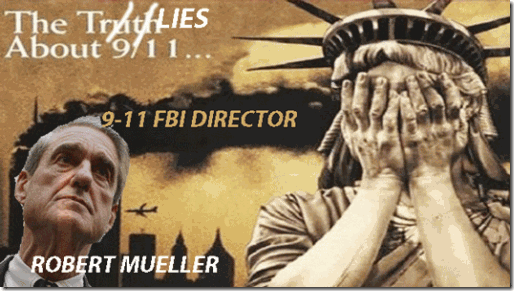 The Truth LIES
About 9/11...
9-11 FBI DIRECTOR
ROBERT MUELLER